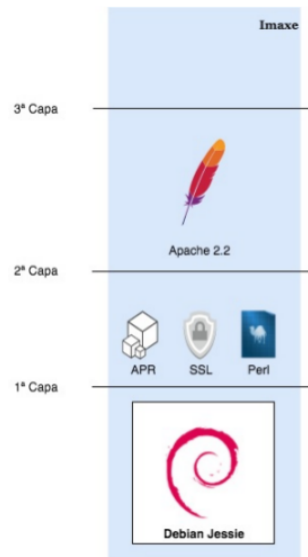 Imaxe
3ª Capa
Apache 2.2
2ª Capa
APR SSL Perl
1ª Capa
Debian Jessie